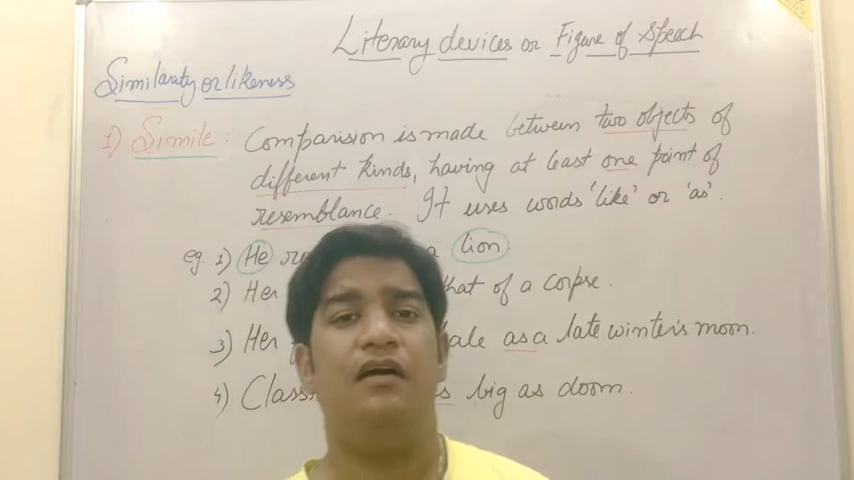 Literary devices or Figure of Speech
Similarity or likeness
1) Simile : Comparision is made between two objects of
different kinds, having at least one point of
resemblance. It uses words 'like' or 'as'.
eg. 1) He a lion.
2) Her that of a corpse.
3) Her as a late winter's moon.
4) big as doom.